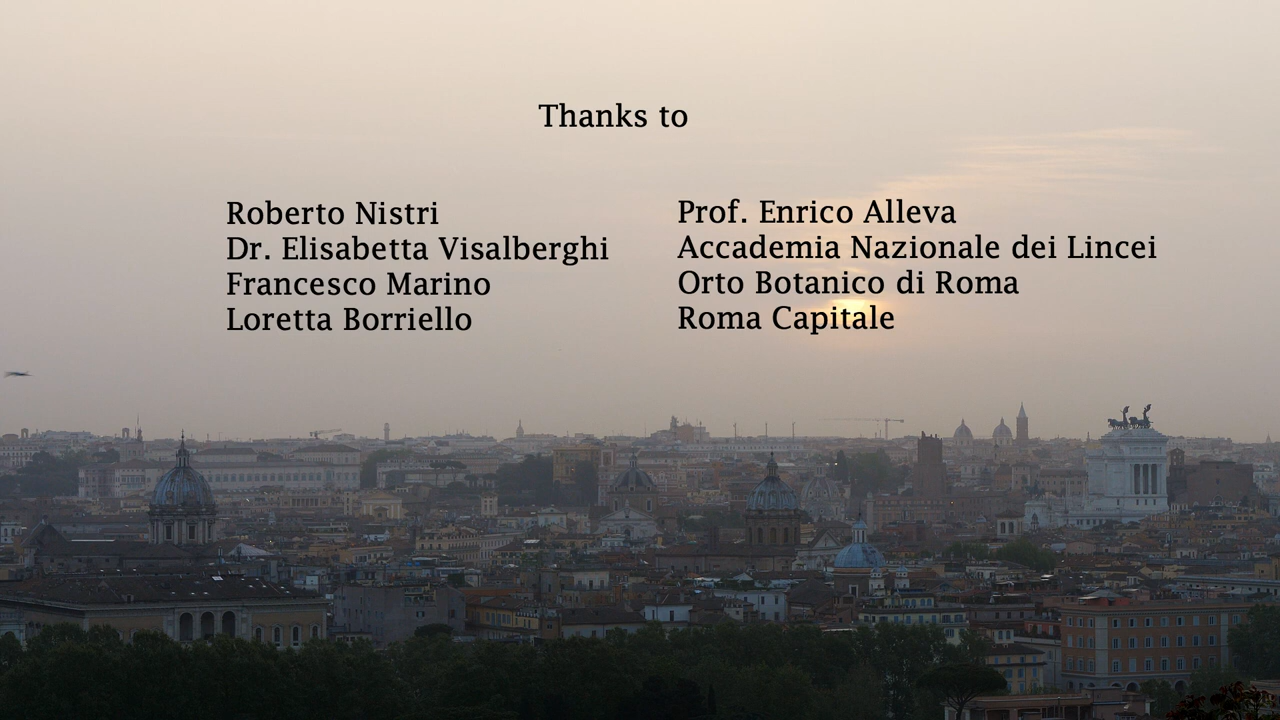 Thanks to
Roberto Nistri
Dr. Elisabetta Visalberghi
Francesco Marino
Loretta Borriello
Prof. Enrico Alleva
Accademia Nazionale dei Lincei
Orto Botanico di Roma
Roma Capitale